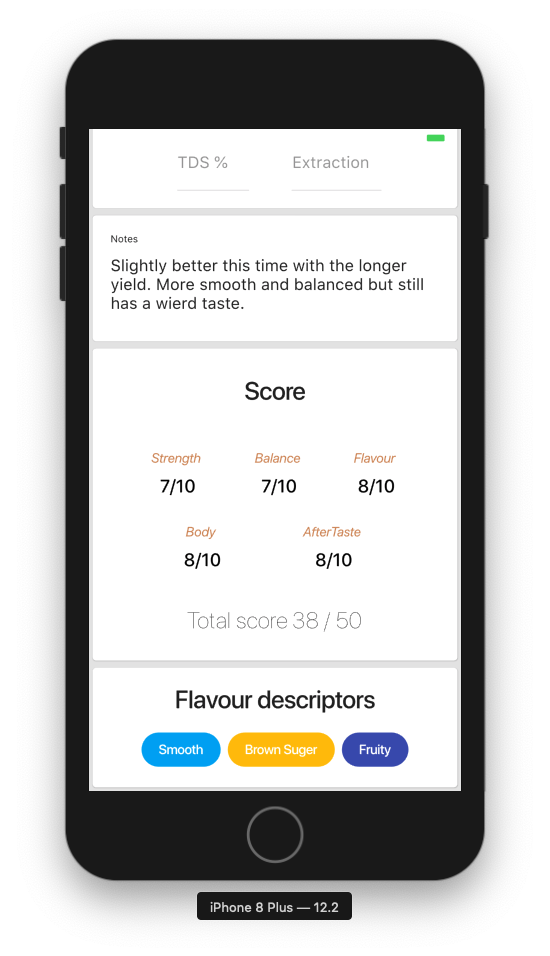 TDS % Extraction
Notes
Slightly better this time with the longer
yield. More smooth and balanced but still
has a wierd taste.
Score
Strength Balance Flavour
7/10 7/10 8/10
Body AfterTaste
8/10 8/10
Total score 38 / 50
Flavour descriptors
Smooth Brown Suger Fruity
iPhone 8 Plus — 12.2